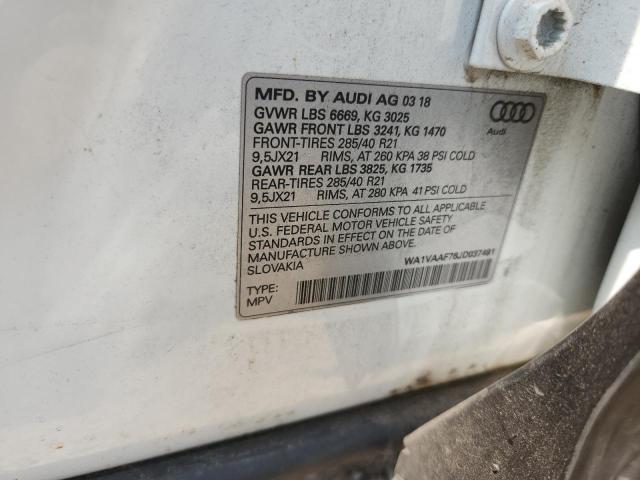 MFD. BY AUDI AG 03 18
GVWR LBS 6669, KG 3025
GAWR FRONT LBS 3241, KG 1470
FRONT-TIRES 285/40 R21
9,5JX21 RIMS, AT 260 KPA 38 PSI COLD
GAWR REAR LBS 3825, KG 1735
REAR-TIRES 285/40 R21
9,5JX21 RIMS, AT 280 KPA 41 PSI COLD
THIS VEHICLE CONFORMS TO ALL APPLICABLE
U.S. FEDERAL MOTOR VEHICLE SAFETY
STANDARDS IN EFFECT ON THE DATE OF
MANUFACTURE SHOWN ABOVE.
SLOVAKIA
WA1VAAF76JD037481
TYPE:
MPV
Audi